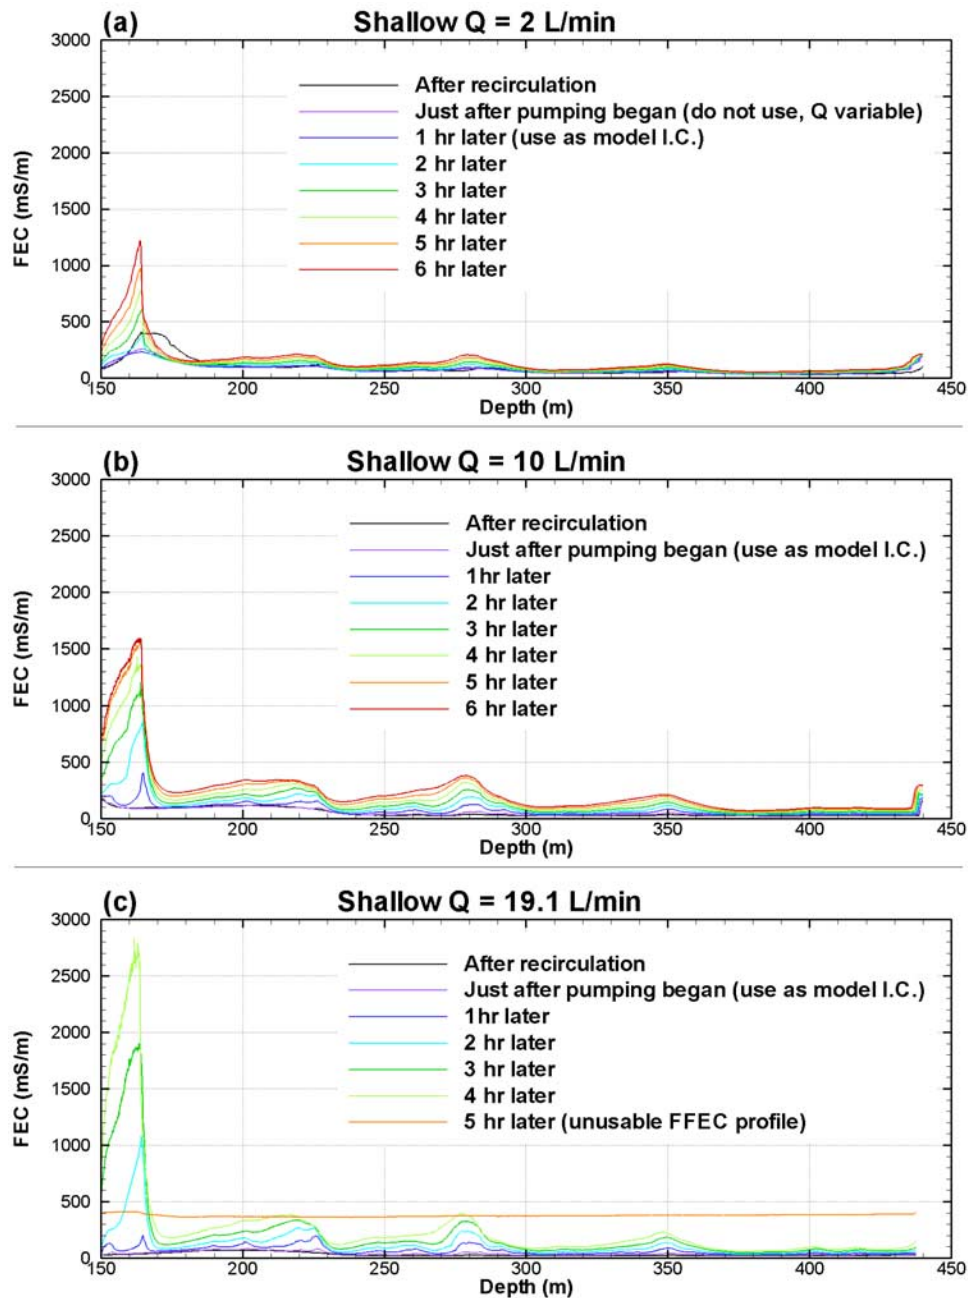 (a) Shallow Q = 2 L/min
3000
2500
2000
1500
1000
500
0
FEC (mS/m)
After recirculation
Just after pumping began (do not use, Q variable)
1 hr later (use as model I.C.)
2 hr later
3 hr later
4 hr later
5 hr later
6 hr later
150 200 250 300 350 400 450
Depth (m)
(b) Shallow Q = 10 L/min
3000
2500
2000
1500
1000
500
0
FEC (mS/m)
After recirculation
Just after pumping began (use as model I.C.)
1hr later
2 hr later
3 hr later
4 hr later
5 hr later
6 hr later
150 200 250 300 350 400 450
Depth (m)
(c) Shallow Q = 19.1 L/min
3000
2500
2000
1500
1000
500
0
FEC (mS/m)
After recirculation
Just after pumping began (use as model I.C.)
1hr later
2 hr later
3 hr later
4 hr later
5 hr later (unusable FFEC profile)
150 200 250 300 350 400 450
Depth (m)